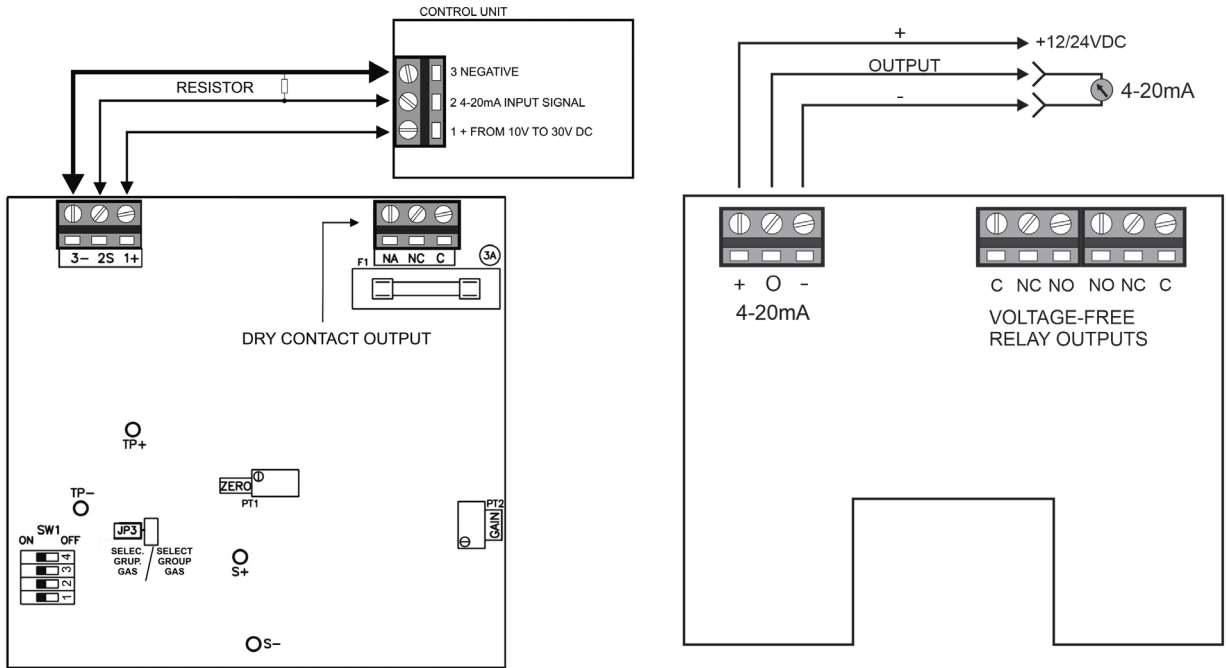 CONTROL UNIT
RESISTOR
3 NEGATIVE
2 4-20mA INPUT SIGNAL
1 + FROM 10V TO 30V DC
3- 2S 1+
NA NC C
3A
F1
DRY CONTACT OUTPUT
TP+
TP-
ZERO
PT1
PT2
GAIN
SW1
ON OFF
4
3
2
1
JP3
SELEC.
GRUP.
GAS
/
SELECT
GROUP
GAS
S+
S-
+
+12/24VDC
OUTPUT
-
4-20mA
+ O -
4-20mA
C NC NO NO NC C
VOLTAGE-FREE
RELAY OUTPUTS